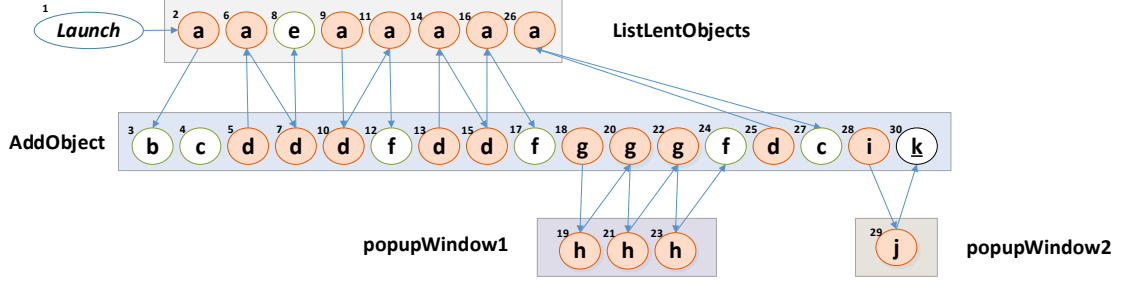 1
Launch
2 6 8 9 11 14 16 26
a a e a a a a a
ListLentObjects
AddObject
3 4 5 7 10 12 13 15 17 18 20 22 24 25 27 28 30
b c d d d f d d f g g g f d c i k
popupWindow1
19 21 23
h h h
29
j
popupWindow2